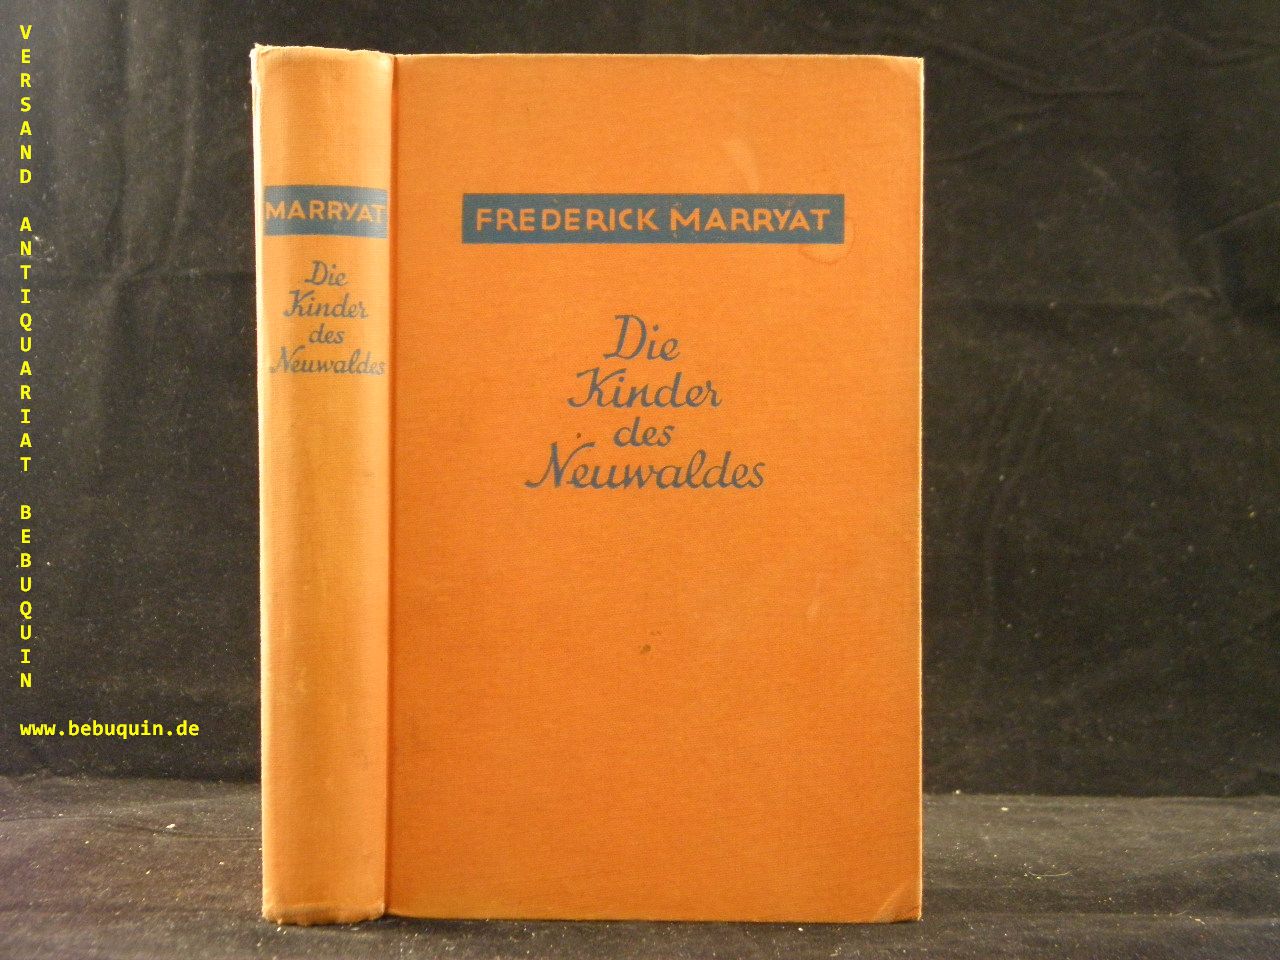 VERSAND ANTIQUARIAT BEBUQUIN
www.bebuquin.de
MARRYAT
Die
Kinder
des
Neuwaldes
FREDERICK MARRYAT
Die
Kinder
des
Neuwaldes